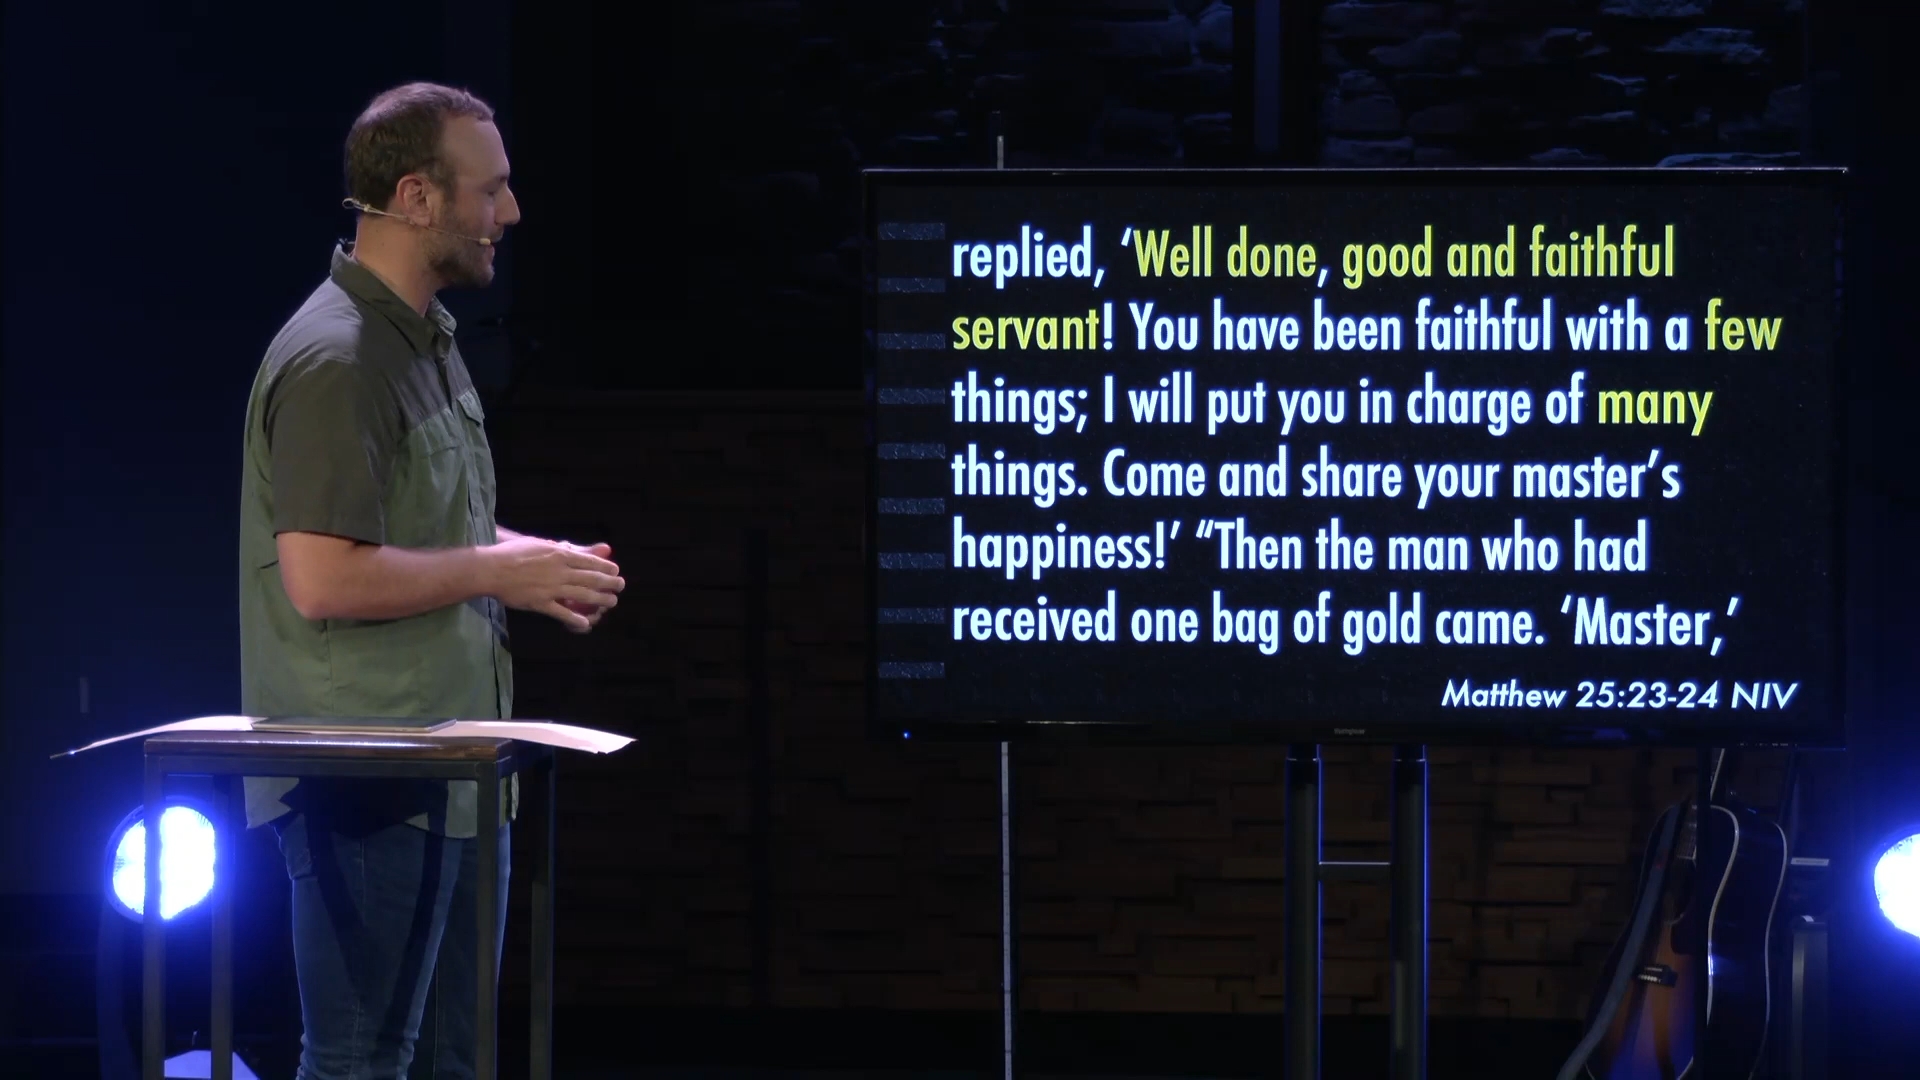 replied, ‘Well done, good and faithful
servant! You have been faithful with a few
things; I will put you in charge of many
things. Come and share your master’s
happiness!’ “Then the man who had
received one bag of gold came. ‘Master,’
Matthew 25:23-24 NIV